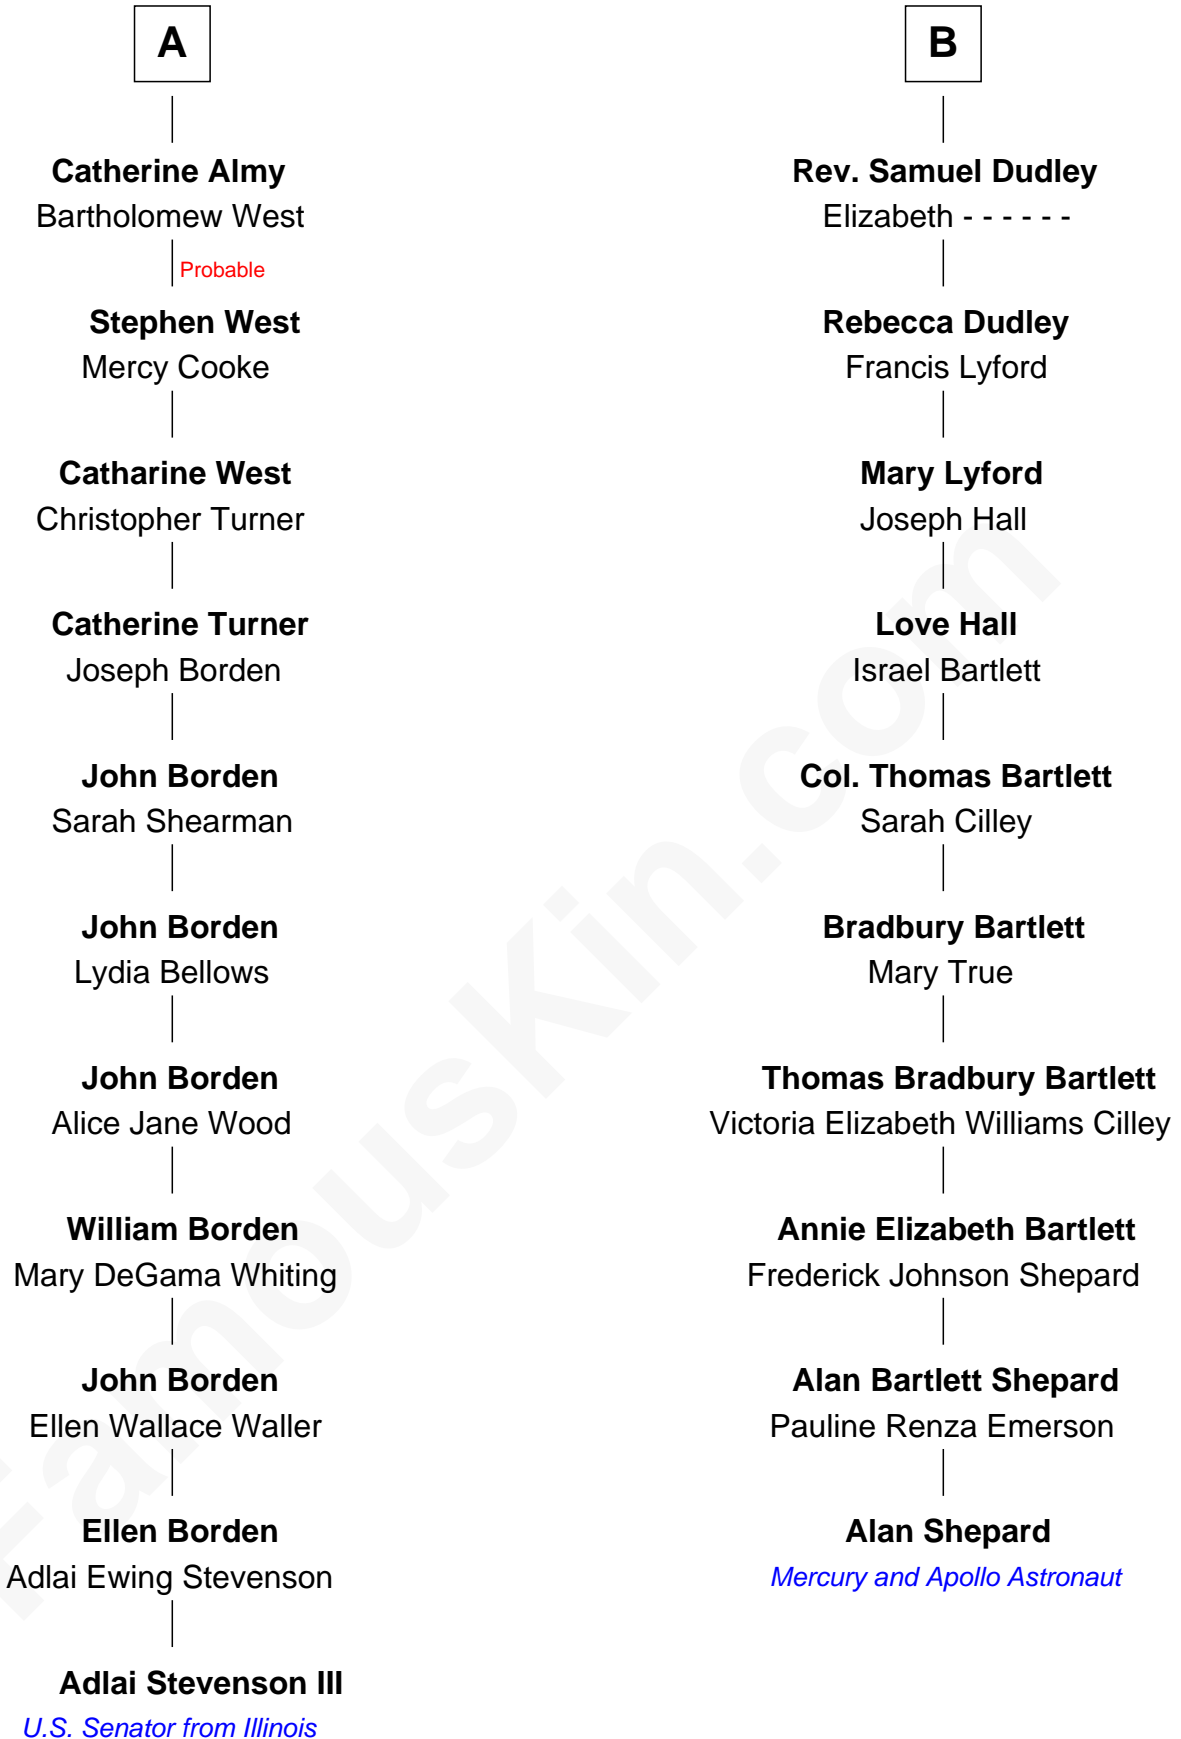 A
Catherine Almy
Bartholomew West
Probable
Stephen West
Mercy Cooke
Catharine West
Christopher Turner
Catherine Turner
Joseph Borden
John Borden
Sarah Shearman
John Borden
Lydia Bellows
John Borden
Alice Jane Wood
William Borden
Mary DeGama Whiting
John Borden
Ellen Wallace Waller
Ellen Borden
Adlai Ewing Stevenson
Adlai Stevenson III
U.S. Senator from Illinois
B
Rev. Samuel Dudley
Elizabeth - - - - - -
Rebecca Dudley
Francis Lyford
Mary Lyford
Joseph Hall
Love Hall
Israel Bartlett
Col. Thomas Bartlett
Sarah Cilley
Bradbury Bartlett
Mary True
Thomas Bradbury Bartlett
Victoria Elizabeth Williams Cilley
Annie Elizabeth Bartlett
Frederick Johnson Shepard
Alan Bartlett Shepard
Pauline Renza Emerson
Alan Shepard
Mercury and Apollo Astronaut
FamousKin.com